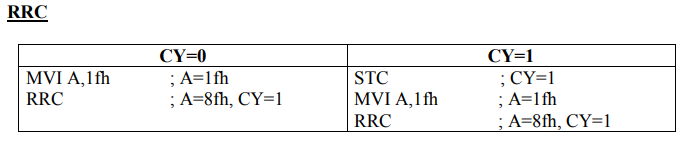 RRC
CY=0 CY=1
MVI A,1fh ; A=1fh STC ; CY=1
RRC ; A=8fh, CY=1 MVI A,1fh ; A=1fh
RRC ; A=8fh, CY=1